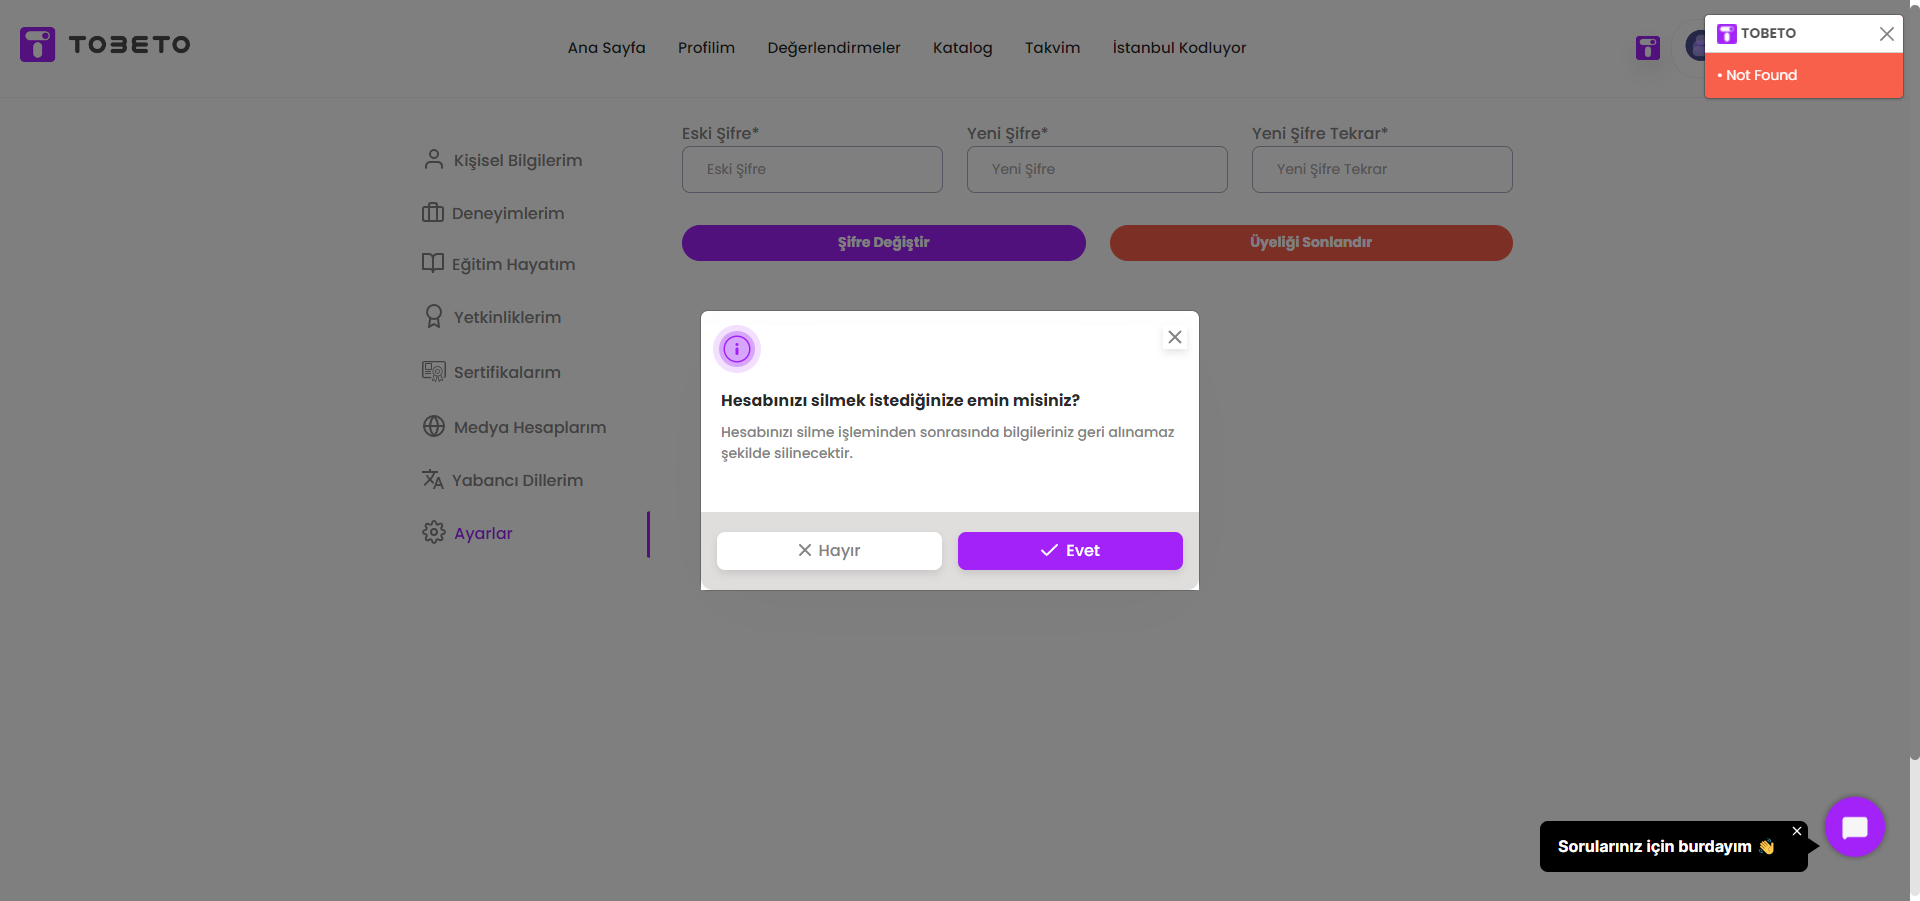 TOBETO
Ana Sayfa
Profilim
Değerlendirmeler
Katalog
Takvim
İstanbul Kodluyor
TOBETO
• Not Found
Kişisel Bilgilerim
Deneyimlerim
Eğitim Hayatım
Yetkinliklerim
Sertifikalarım
Medya Hesaplarım
Yabancı Dillerim
Ayarlar
Eski Şifre*
Yeni Şifre*
Yeni Şifre Tekrar*
Eski Şifre
Yeni Şifre
Yeni Şifre Tekrar
Şifre Değiştir
Üyeliği Sonlandır
Hesabınızı silmek istediğinize emin misiniz?
Hesabınızı silme işleminden sonrasında bilgileriniz geri alınamaz
şekilde silinecektir.
Hayır
Evet
Sorularınız için burdayım 👋